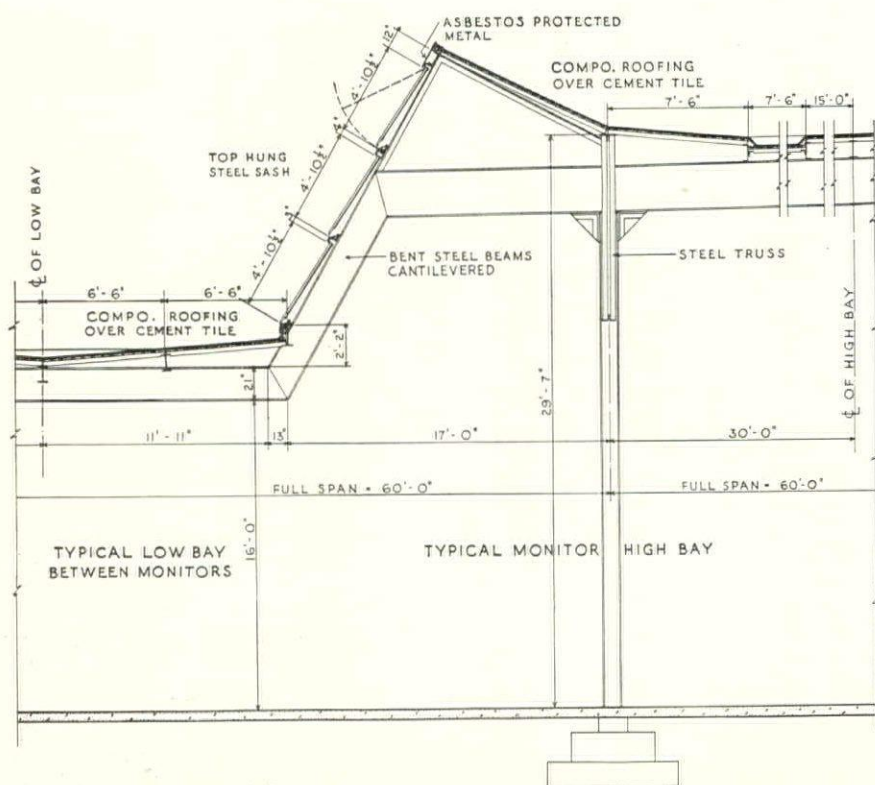 ASBESTOS PROTECTED
METAL
12"
4'-10½"
4"
4'-10½"
3"
4'-10½"
COMPO. ROOFING
OVER CEMENT TILE
7'-6"
7'-6"
15'-0"
TOP HUNG
STEEL SASH
℄ OF LOW BAY
BENT STEEL BEAMS
CANTILEVERED
STEEL TRUSS
6'-6"
6'-6"
COMPO. ROOFING
OVER CEMENT TILE
2'-2"
21"
29'-7"
℄ OF HIGH BAY
11'-11"
13"
17'-0"
30'-0"
FULL SPAN = 60'-0"
FULL SPAN = 60'-0"
16'-0"
TYPICAL LOW BAY
BETWEEN MONITORS
TYPICAL MONITOR HIGH BAY